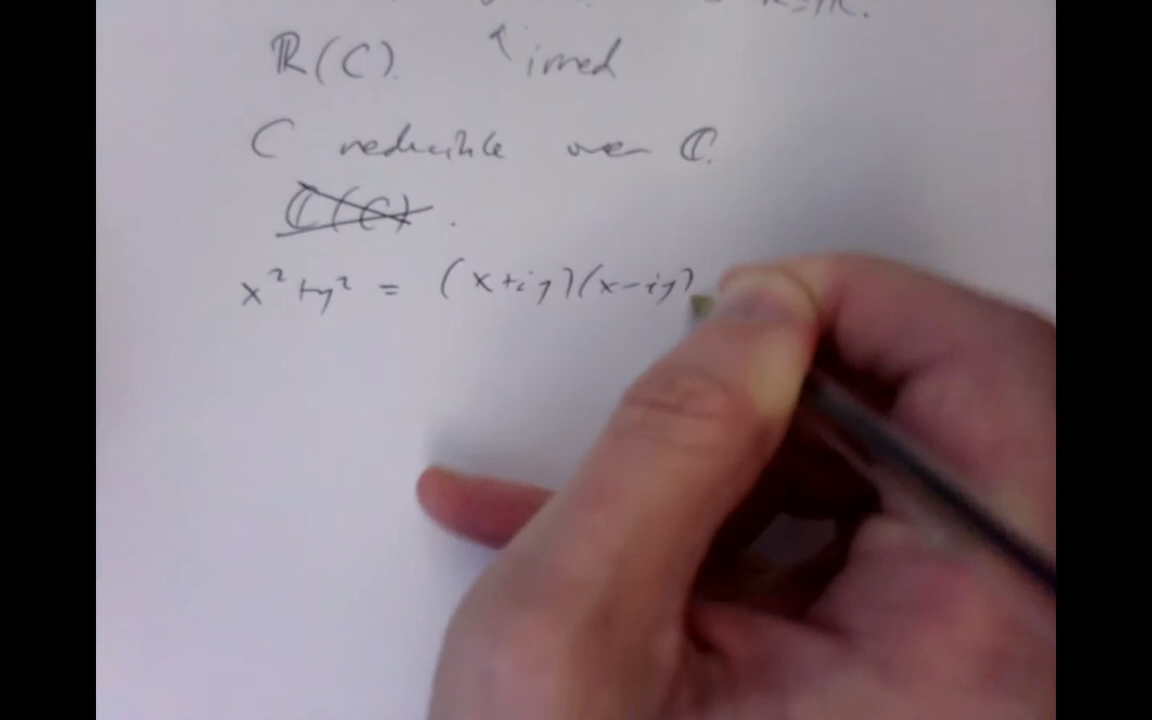 k=ℝ.
ℝ(C). ↑ irred
C reducible over ℂ.
ℂ(C).
x²+y² = (x+iy)(x-iy)